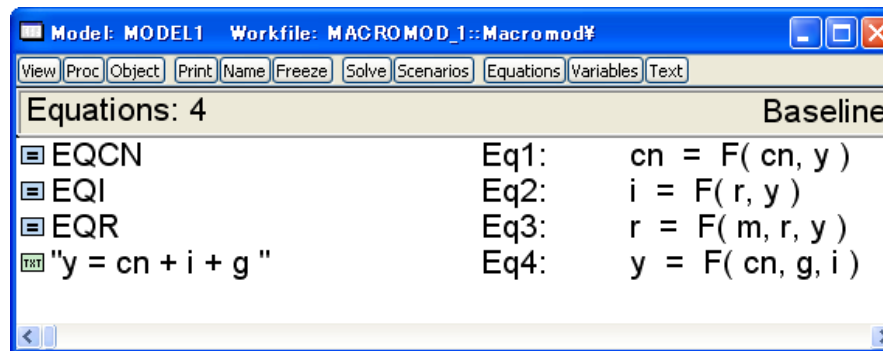 Model: MODEL1 Workfile: MACROMOD_1::Macromod¥
View Proc Object Print Name Freeze Solve Scenarios Equations Variables Text
Equations: 4 Baseline
EQCN Eq1: cn = F( cn, y )
EQI Eq2: i = F( r, y )
EQR Eq3: r = F( m, r, y )
TXT "y = cn + i + g " Eq4: y = F( cn, g, i )